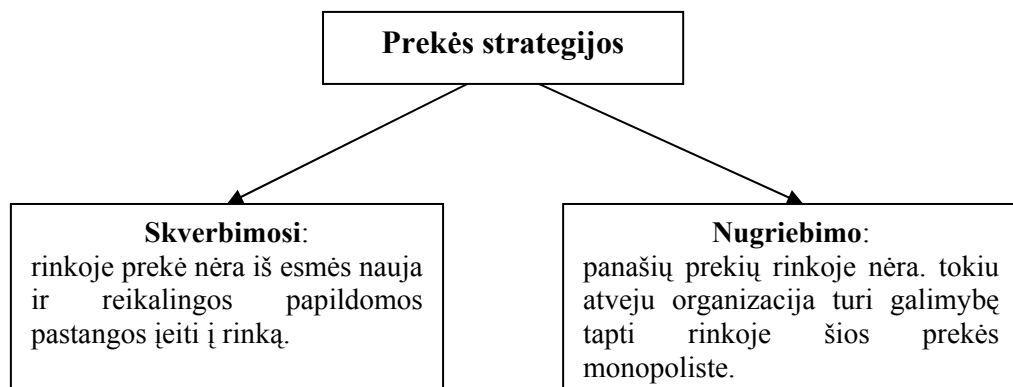 Prekės strategijos
Skverbimosi:
rinkoje prekė nėra iš esmės nauja
ir reikalingos papildomos
pastangos įeiti į rinką.
Nugriebimo:
panašių prekių rinkoje nėra. tokiu
atveju organizacija turi galimybę
tapti rinkoje šios prekės
monopoliste.